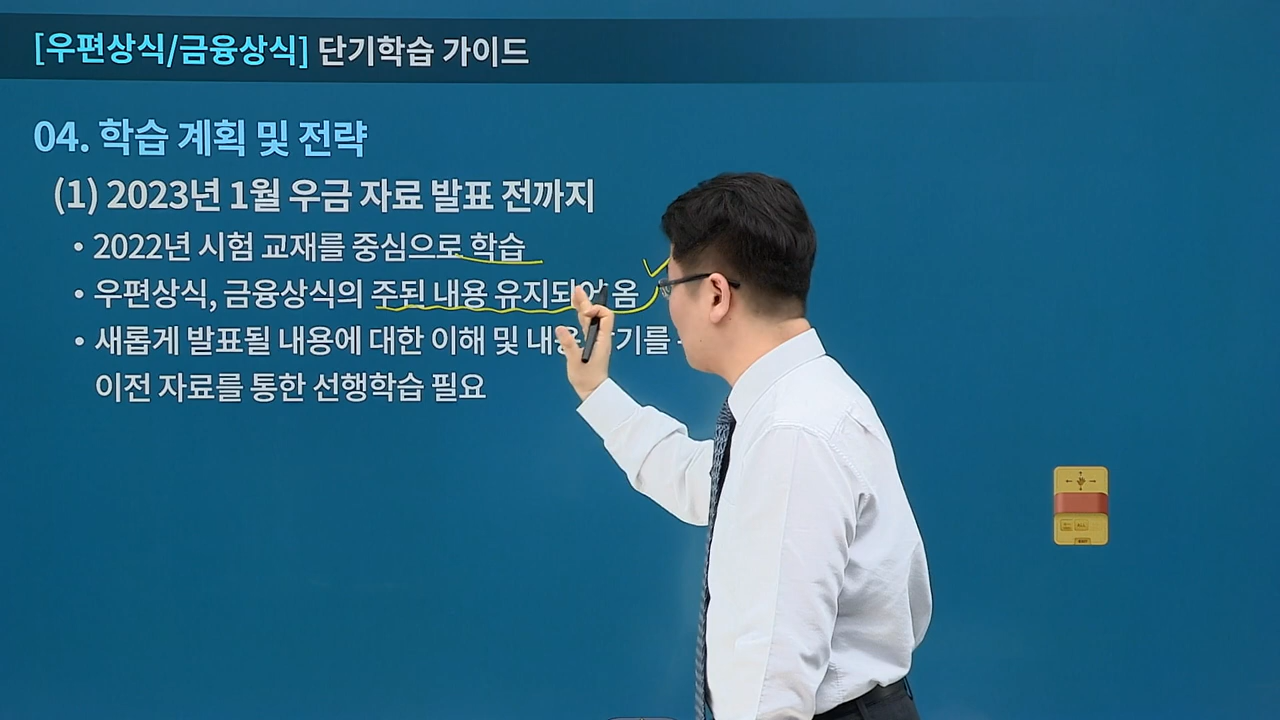 [우편상식/금융상식] 단기학습 가이드
04. 학습 계획 및 전략
(1) 2023년 1월 우금 자료 발표 전까지
• 2022년 시험 교재를 중심으로 학습
• 우편상식, 금융상식의 주된 내용 유지되어 옴
• 새롭게 발표될 내용에 대한 이해 및
이전 자료를 통한 선행학습 필요